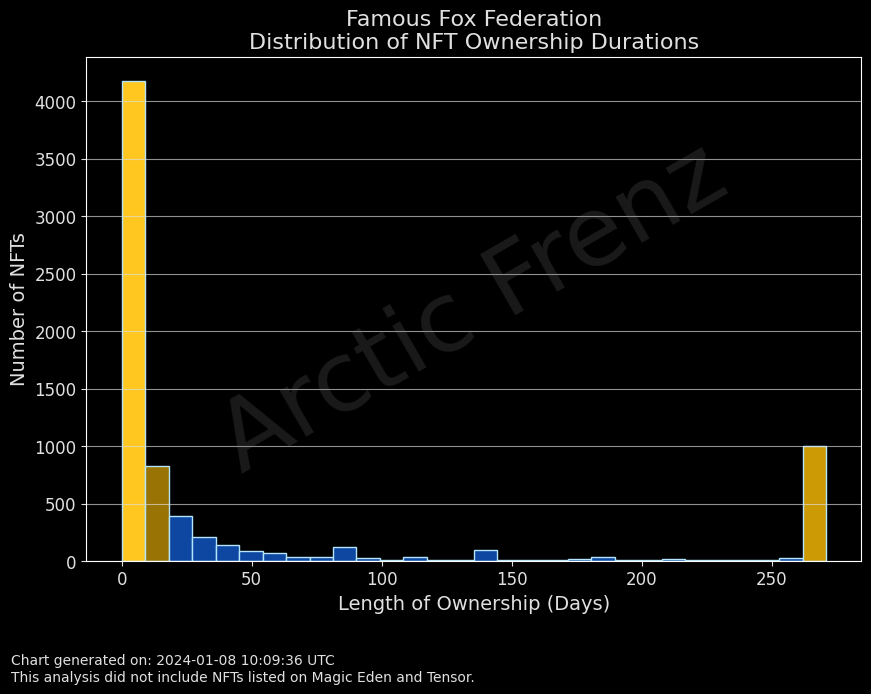 Famous Fox Federation
Distribution of NFT Ownership Durations
Number of NFTs
4000
3500
3000
2500
2000
1500
1000
500
0
Arctic Frenz
0 50 100 150 200 250
Length of Ownership (Days)
Chart generated on: 2024-01-08 10:09:36 UTC
This analysis did not include NFTs listed on Magic Eden and Tensor.